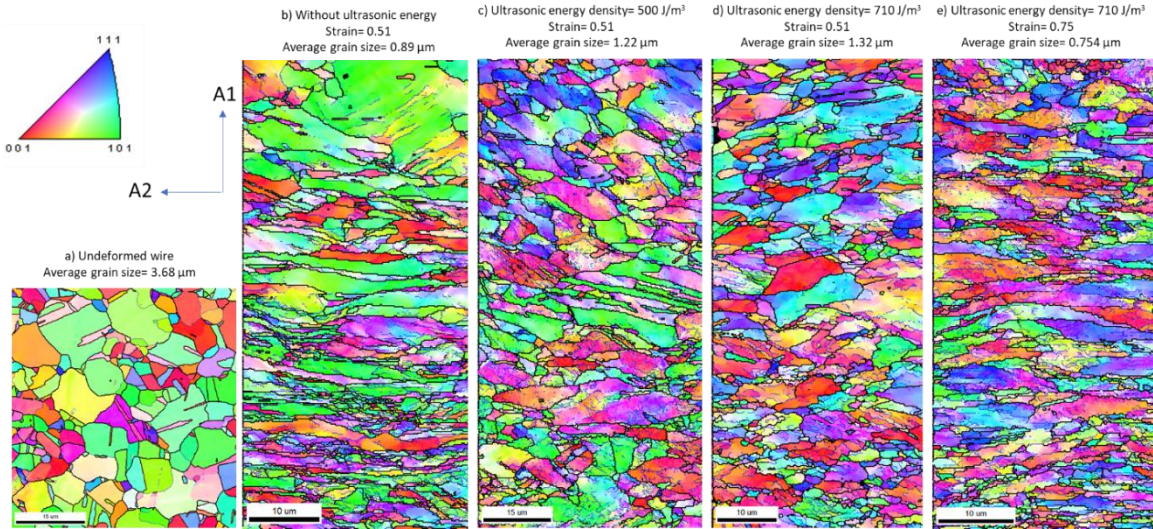 b) Without ultrasonic energy
Strain= 0.51
Average grain size= 0.89 µm
c) Ultrasonic energy density= 500 J/m³
Strain= 0.51
Average grain size= 1.22 µm
d) Ultrasonic energy density= 710 J/m³
Strain= 0.51
Average grain size= 1.32 µm
e) Ultrasonic energy density= 710 J/m³
Strain= 0.75
Average grain size= 0.754 µm
1 1 1
0 0 1
1 0 1
A1
A2
a) Undeformed wire
Average grain size= 3.68 µm
15 um
10 um
15 um
10 um
10 um